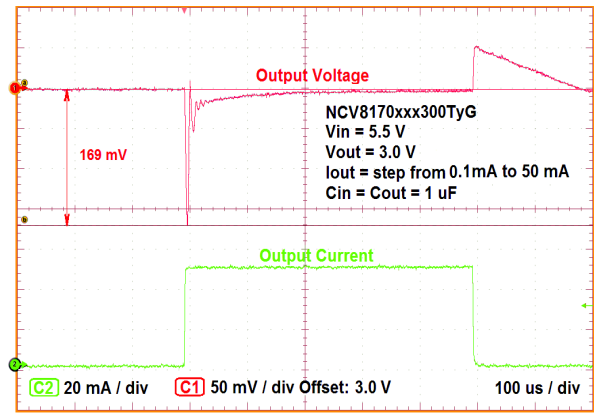 a
1
Output Voltage
NCV8170xxx300TyG
Vin = 5.5 V
Vout = 3.0 V
Iout = step from 0.1mA to 50 mA
Cin = Cout = 1 uF
169 mV
b
Output Current
2
C2 20 mA / div C1 50 mV / div Offset: 3.0 V 100 us / div